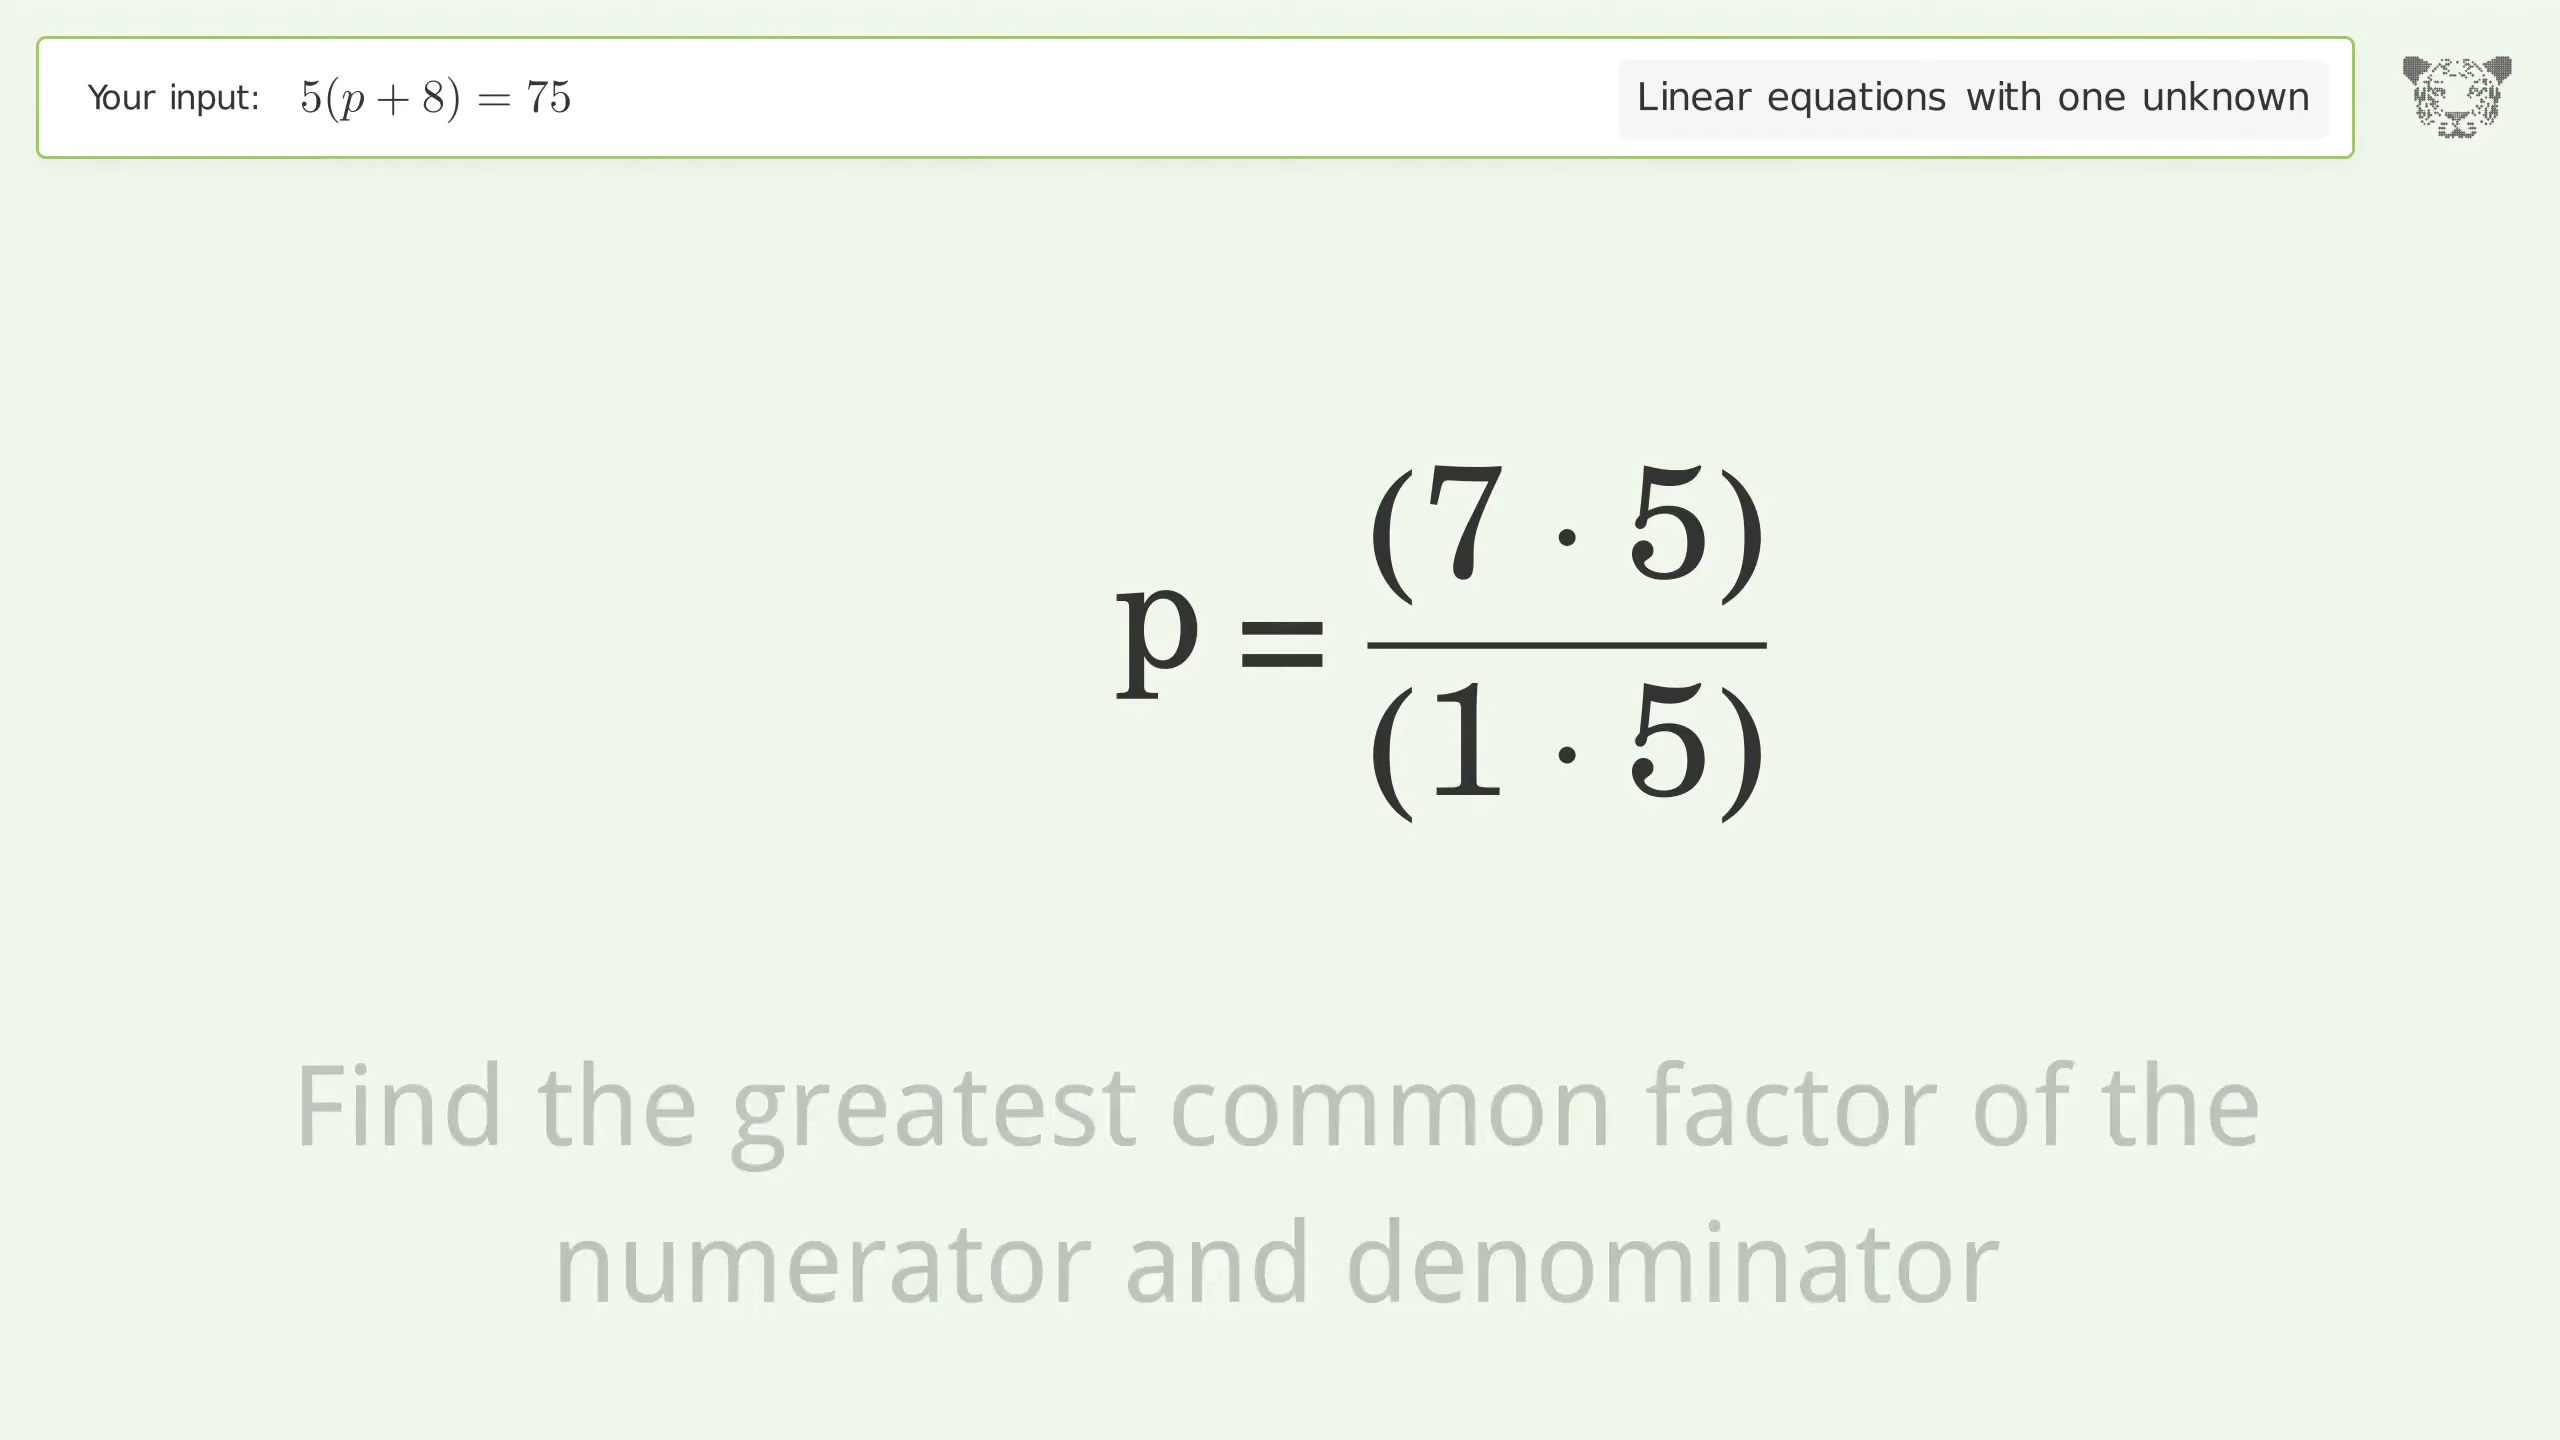 Your input: 5(p + 8) = 75 Linear equations with one unknown
p = (7 · 5)
(1 · 5)
Find the greatest common factor of the
numerator and denominator